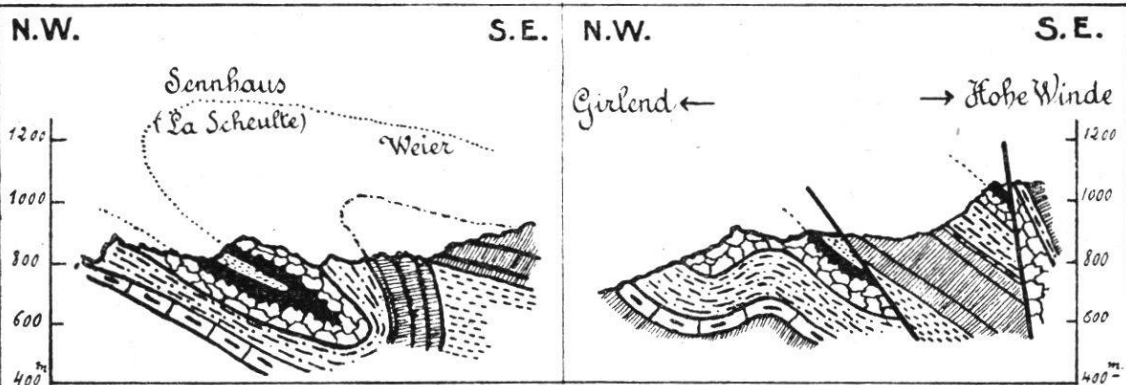 N.W.
S.E.
Sennhaus
(La Scheulte)
Weier
1200
1000
800
600
400 m
N.W.
S.E.
Girlend ←
→ Hohe Winde
1200
1000
800
600
400 m.